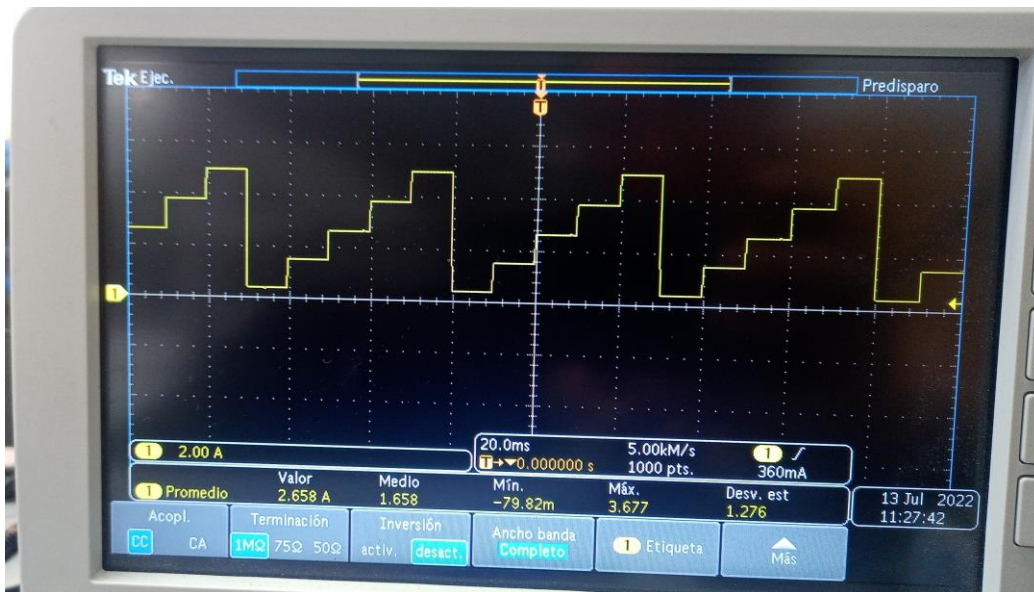 Tek Ejec.
Predisparo
T
T
1
1 2.00 A
20.0ms 5.00kM/s 1 ∫
T→▼0.000000 s 1000 pts. 360mA
Valor Medio Mín. Máx. Desv. est
1 Promedio 2.658 A 1.658 −79.82m 3.677 1.276
13 Jul 2022
11:27:42
Acopl.
CC CA
Terminación
1MΩ 75Ω 50Ω
Inversión
activ. desact.
Ancho banda
Completo
1 Etiqueta
Más